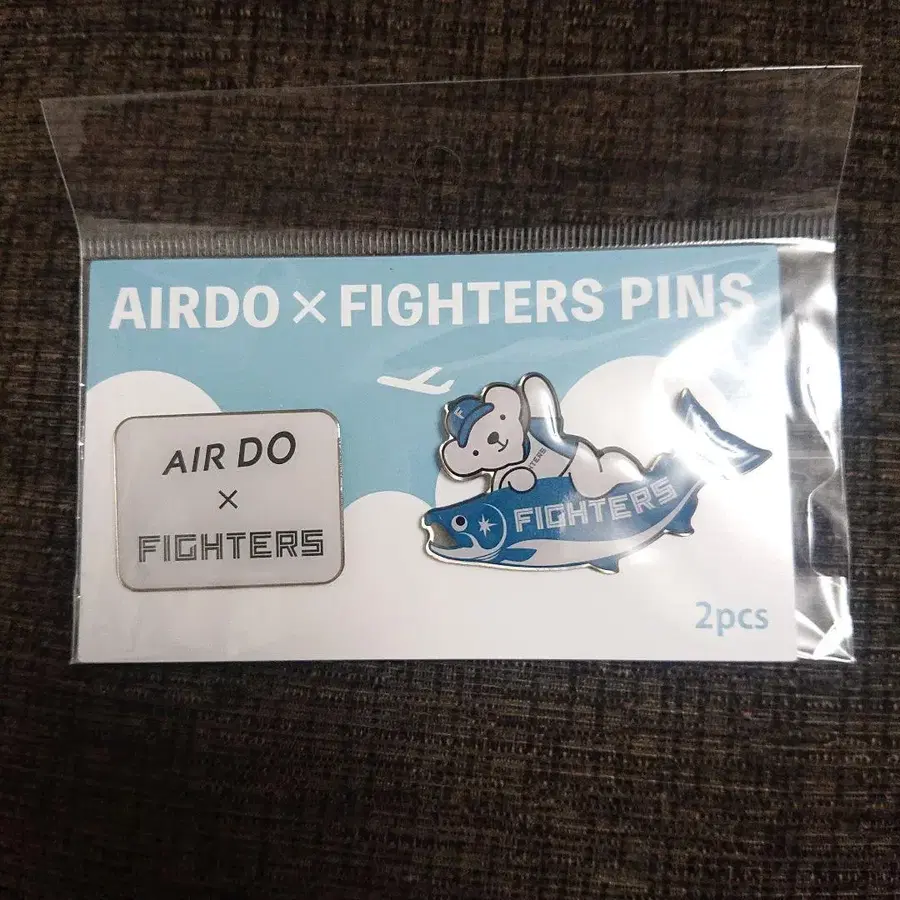 AIRDO × FIGHTERS PINS
AIR DO
×
FIGHTERS
F
FIGHTERS
2pcs